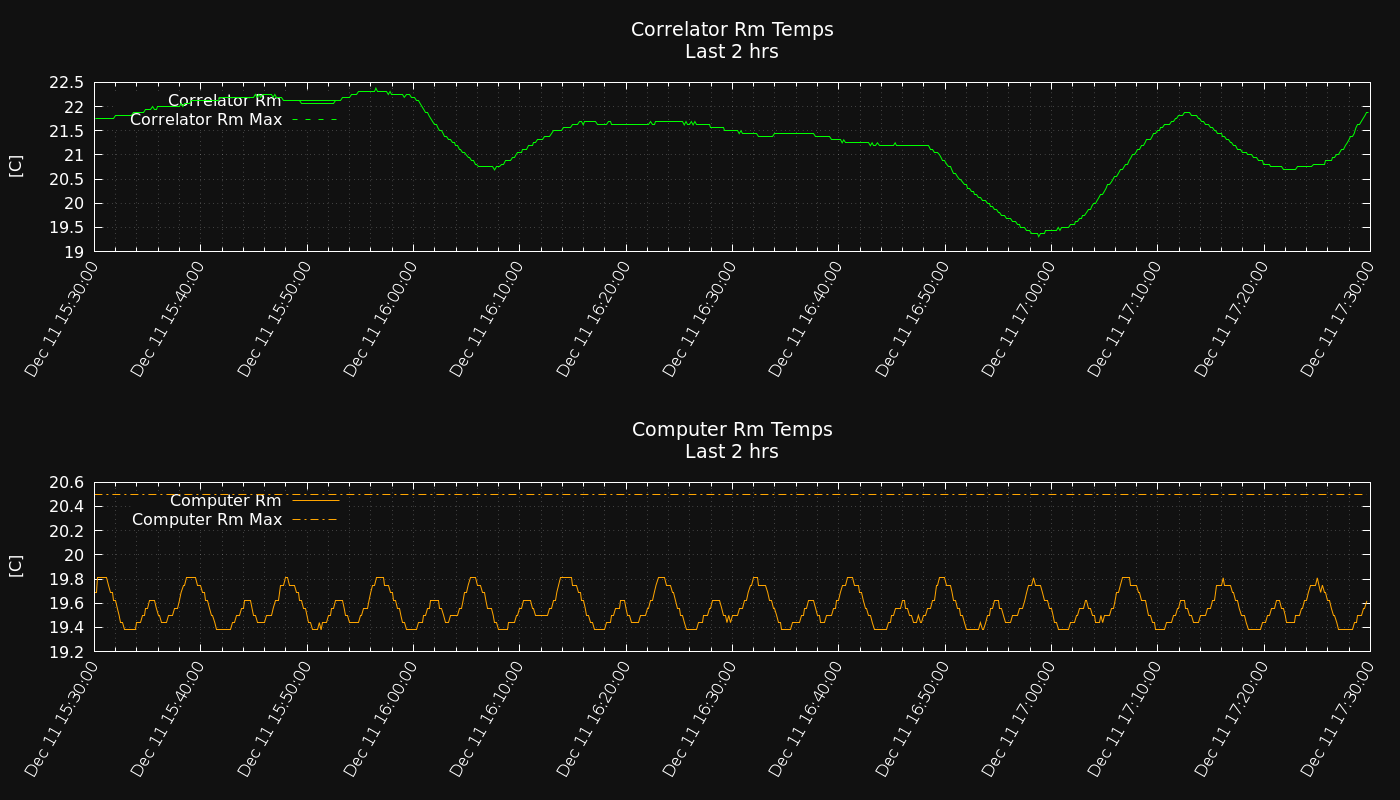 Correlator Rm Temps
Last 2 hrs
22.5
22
21.5
21
20.5
20
19.5
19
[C]
Correlator Rm
Correlator Rm Max
Dec 11 15:30:00
Dec 11 15:40:00
Dec 11 15:50:00
Dec 11 16:00:00
Dec 11 16:10:00
Dec 11 16:20:00
Dec 11 16:30:00
Dec 11 16:40:00
Dec 11 16:50:00
Dec 11 17:00:00
Dec 11 17:10:00
Dec 11 17:20:00
Dec 11 17:30:00
Computer Rm Temps
Last 2 hrs
20.6
20.4
20.2
20
19.8
19.6
19.4
19.2
[C]
Computer Rm
Computer Rm Max
Dec 11 15:30:00
Dec 11 15:40:00
Dec 11 15:50:00
Dec 11 16:00:00
Dec 11 16:10:00
Dec 11 16:20:00
Dec 11 16:30:00
Dec 11 16:40:00
Dec 11 16:50:00
Dec 11 17:00:00
Dec 11 17:10:00
Dec 11 17:20:00
Dec 11 17:30:00